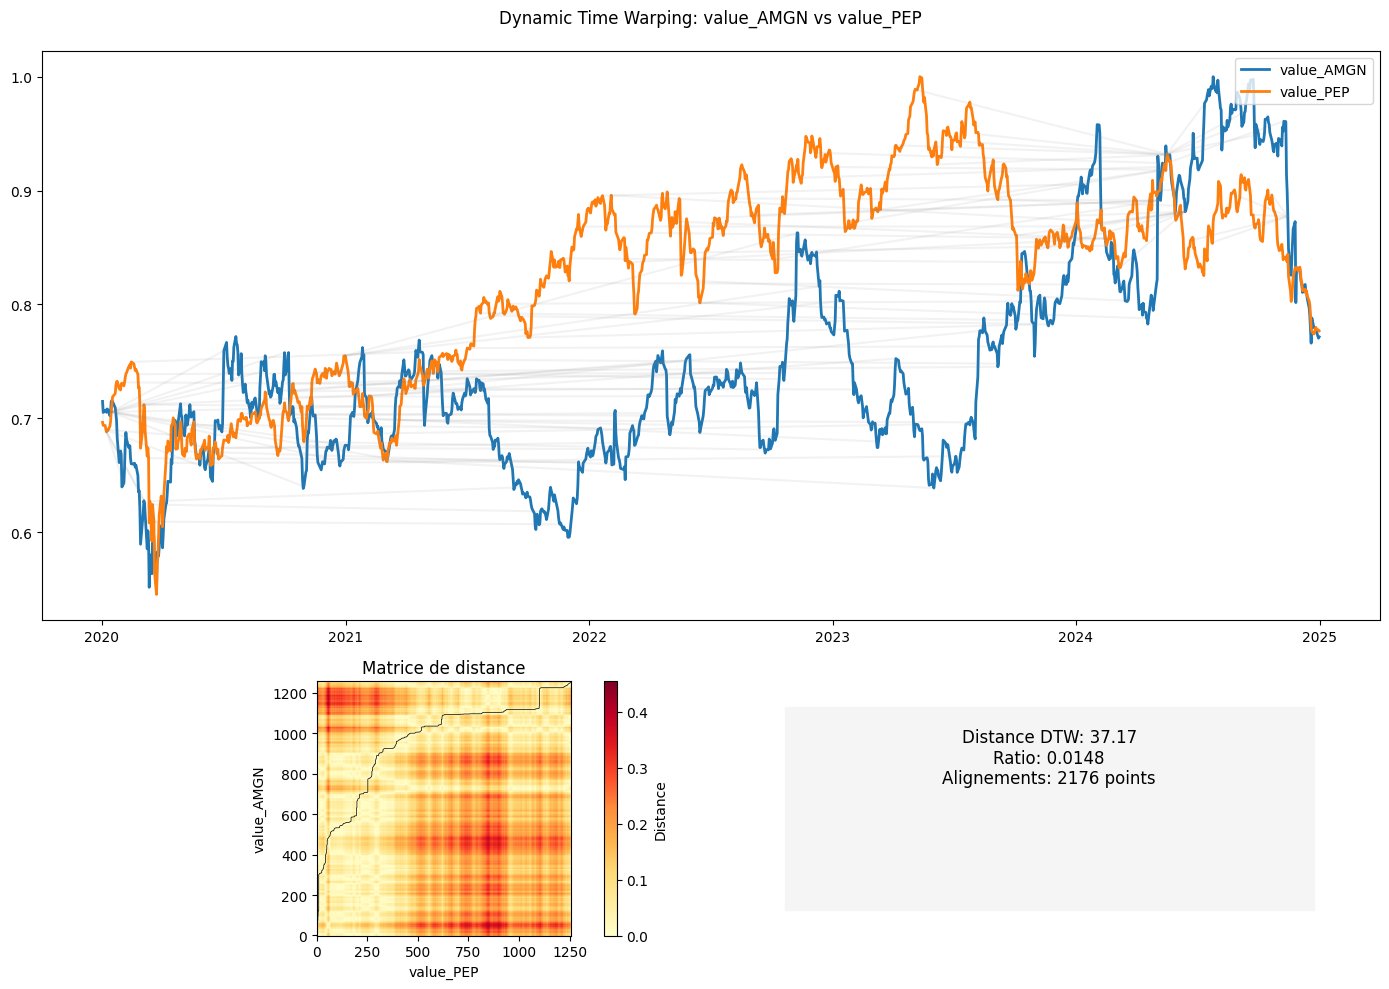 Dynamic Time Warping: value_AMGN vs value_PEP
value_AMGN
value_PEP
1.0
0.9
0.8
0.7
0.6
2020
2021
2022
2023
2024
2025
Matrice de distance
value_AMGN
1200
1000
800
600
400
200
0
0
250
500
750
1000
1250
value_PEP
0.4
0.3
0.2
0.1
0.0
Distance
Distance DTW: 37.17
Ratio: 0.0148
Alignements: 2176 points